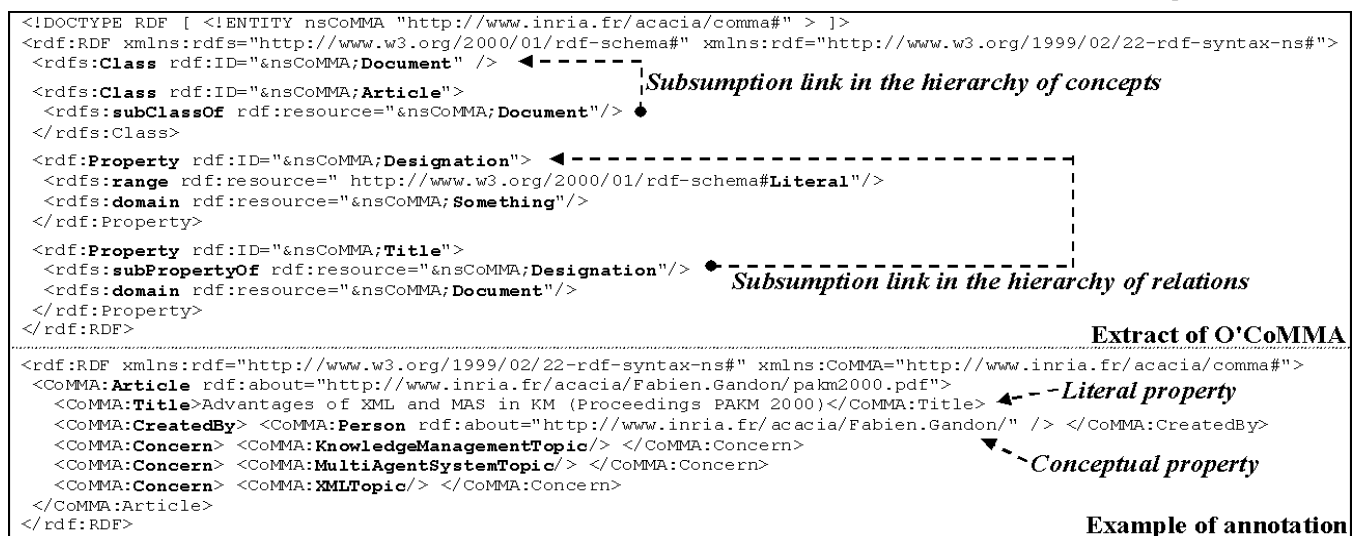 <!DOCTYPE RDF [ <!ENTITY nsCoMMA "http://www.inria.fr/acacia/comma#" > ]>
<rdf:RDF xmlns:rdfs="http://www.w3.org/2000/01/rdf-schema#" xmlns:rdf="http://www.w3.org/1999/02/22-rdf-syntax-ns#">
<rdfs:Class rdf:ID="&nsCoMMA;Document" />
Subsumption link in the hierarchy of concepts
<rdfs:Class rdf:ID="&nsCoMMA;Article">
<rdfs:subClassOf rdf:resource="&nsCoMMA;Document"/>
</rdfs:Class>
<rdf:Property rdf:ID="&nsCoMMA;Designation">
<rdfs:range rdf:resource=" http://www.w3.org/2000/01/rdf-schema#Literal"/>
<rdfs:domain rdf:resource="&nsCoMMA;Something"/>
</rdf:Property>
<rdf:Property rdf:ID="&nsCoMMA;Title">
<rdfs:subPropertyOf rdf:resource="&nsCoMMA;Designation"/>
Subsumption link in the hierarchy of relations
<rdfs:domain rdf:resource="&nsCoMMA;Document"/>
</rdf:Property>
</rdf:RDF>
Extract of O'CoMMA
<rdf:RDF xmlns:rdf="http://www.w3.org/1999/02/22-rdf-syntax-ns#" xmlns:CoMMA="http://www.inria.fr/acacia/comma#">
<CoMMA:Article rdf:about="http://www.inria.fr/acacia/Fabien.Gandon/pakm2000.pdf">
Literal property
<CoMMA:Title>Advantages of XML and MAS in KM (Proceedings PAKM 2000)</CoMMA:Title>
<CoMMA:CreatedBy> <CoMMA:Person rdf:about="http://www.inria.fr/acacia/Fabien.Gandon/" /> </CoMMA:CreatedBy>
<CoMMA:Concern> <CoMMA:KnowledgeManagementTopic/> </CoMMA:Concern>
<CoMMA:Concern> <CoMMA:MultiAgentSystemTopic/> </CoMMA:Concern>
Conceptual property
<CoMMA:Concern> <CoMMA:XMLTopic/> </CoMMA:Concern>
</CoMMA:Article>
</rdf:RDF>
Example of annotation